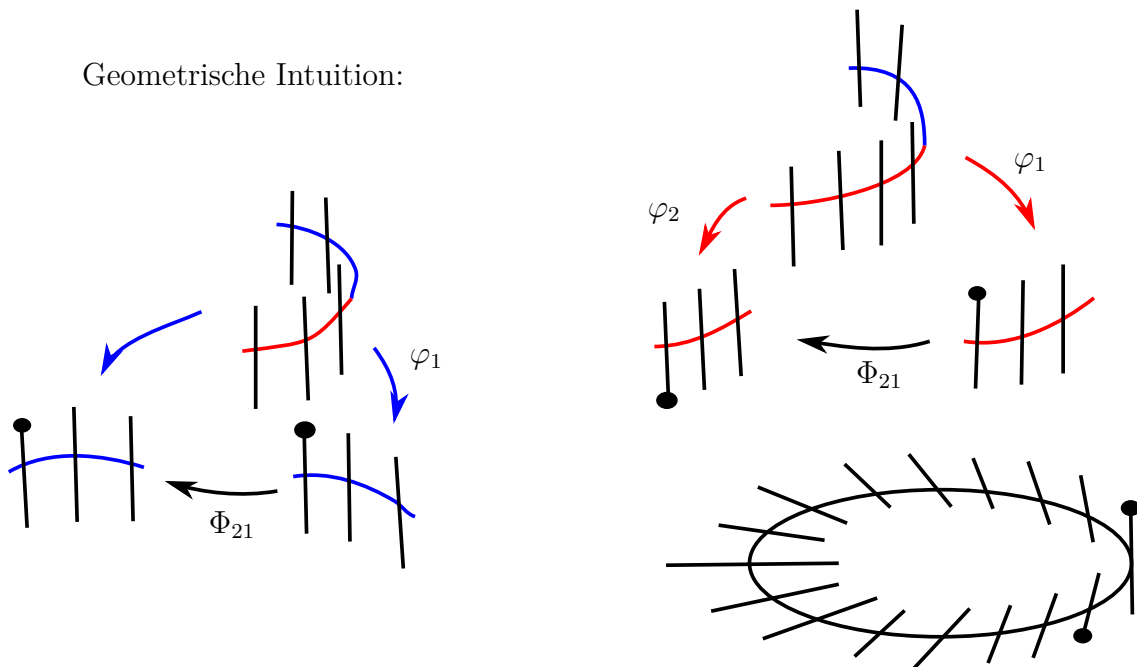 Geometrische Intuition:
φ₁
Φ₂₁
φ₂
φ₁
Φ₂₁